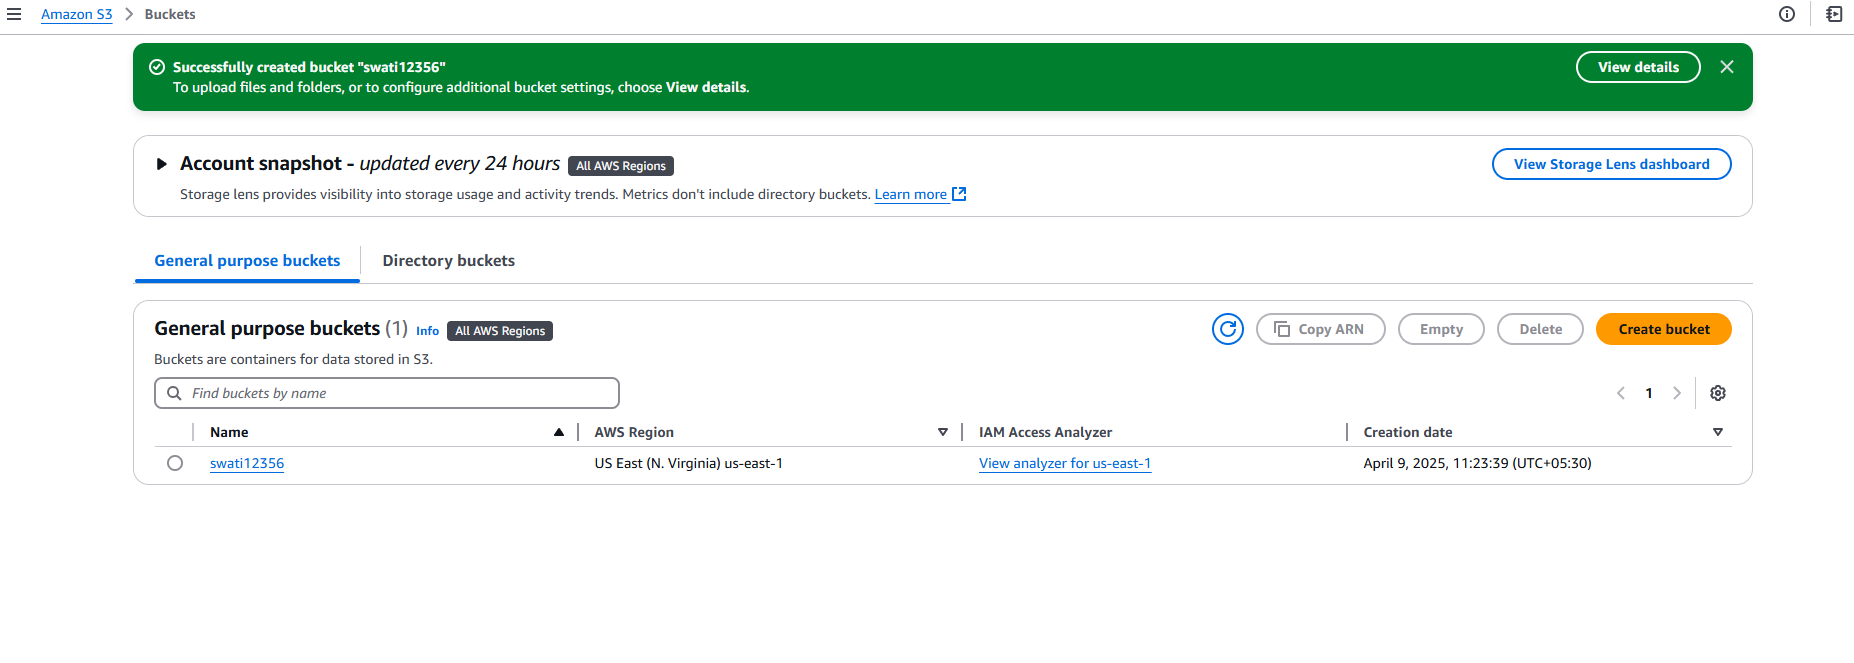 Amazon S3 > Buckets
Successfully created bucket "swati12356"
To upload files and folders, or to configure additional bucket settings, choose View details.
View details
Account snapshot - updated every 24 hours All AWS Regions
View Storage Lens dashboard
Storage lens provides visibility into storage usage and activity trends. Metrics don't include directory buckets. Learn more
General purpose buckets Directory buckets
General purpose buckets (1) Info All AWS Regions
Copy ARN Empty Delete Create bucket
Buckets are containers for data stored in S3.
Find buckets by name
1
Name AWS Region IAM Access Analyzer Creation date
swati12356 US East (N. Virginia) us-east-1 View analyzer for us-east-1 April 9, 2025, 11:23:39 (UTC+05:30)